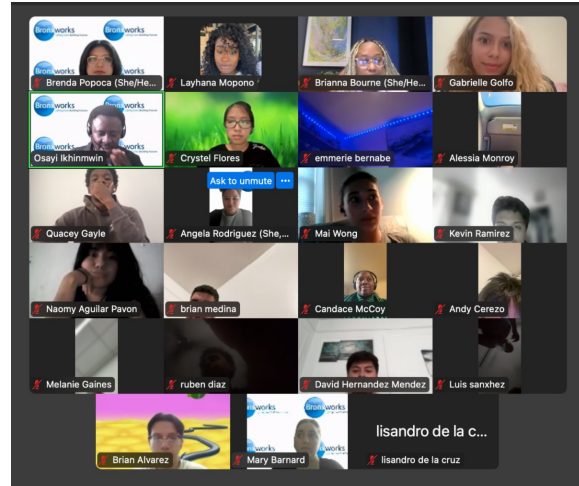 Bronxworks
Brenda Popoca (She/He...
Layhana Mopono
Brianna Bourne (She/He...
Gabrielle Golfo
Bronxworks
Osayi Ikhinmwin
Crystel Flores
emmerie bernabe
Alessia Monroy
Quacey Gayle
Ask to unmute ...
Angela Rodriguez (She,...
Mai Wong
Kevin Ramirez
Naomy Aguilar Pavon
brian medina
Candace McCoy
Andy Cerezo
Melanie Gaines
ruben diaz
David Hernandez Mendez
Luis sanxhez
Brian Alvarez
works
Bronxworks
Mary Barnard
lisandro de la c...
lisandro de la cruz